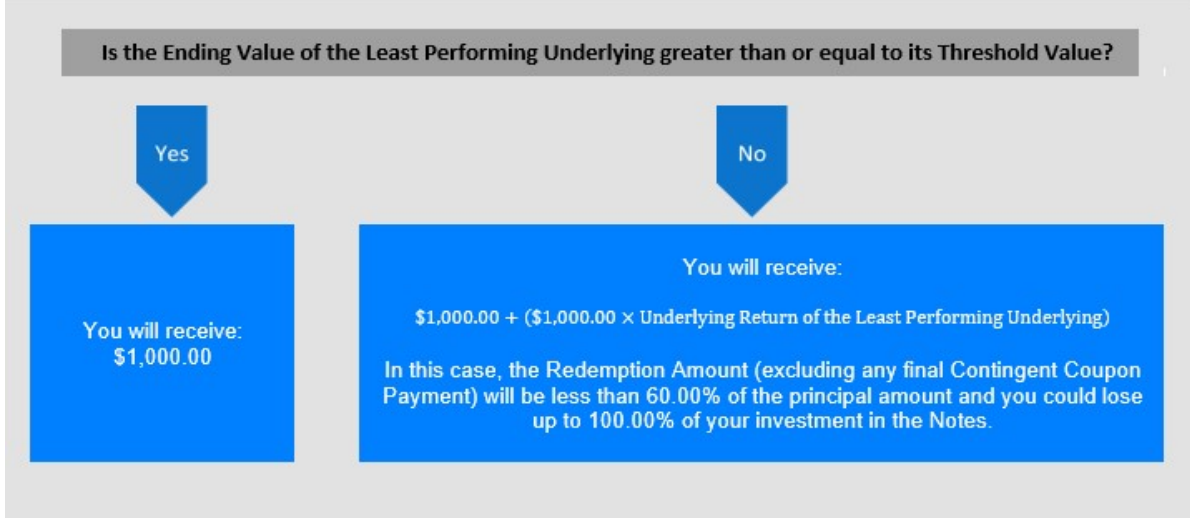 Is the Ending Value of the Least Performing Underlying greater than or equal to its Threshold Value?
Yes
No
You will receive:
$1,000.00
You will receive:
$1,000.00 + ($1,000.00 × Underlying Return of the Least Performing Underlying)
In this case, the Redemption Amount (excluding any final Contingent Coupon
Payment) will be less than 60.00% of the principal amount and you could lose
up to 100.00% of your investment in the Notes.